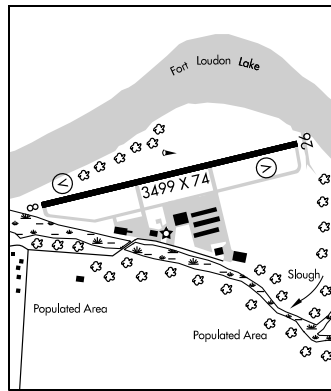 Fort Loudon Lake
26
3499 X 74
8
Slough
Populated Area
Populated Area